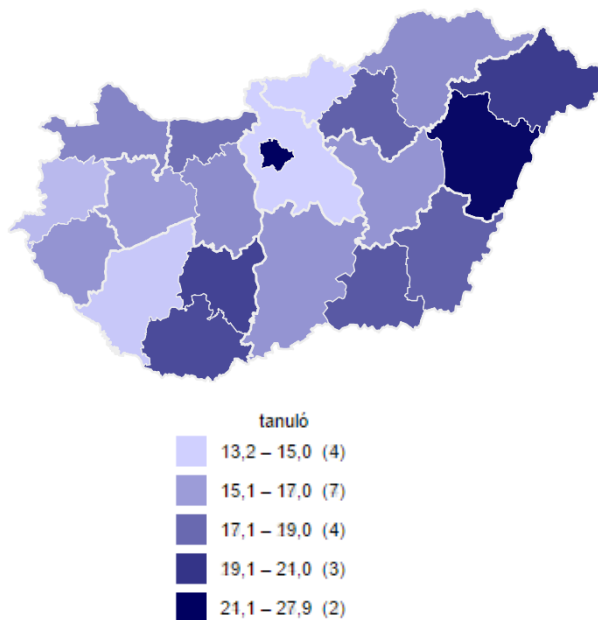 tanuló
13,2 – 15,0 (4)
15,1 – 17,0 (7)
17,1 – 19,0 (4)
19,1 – 21,0 (3)
21,1 – 27,9 (2)